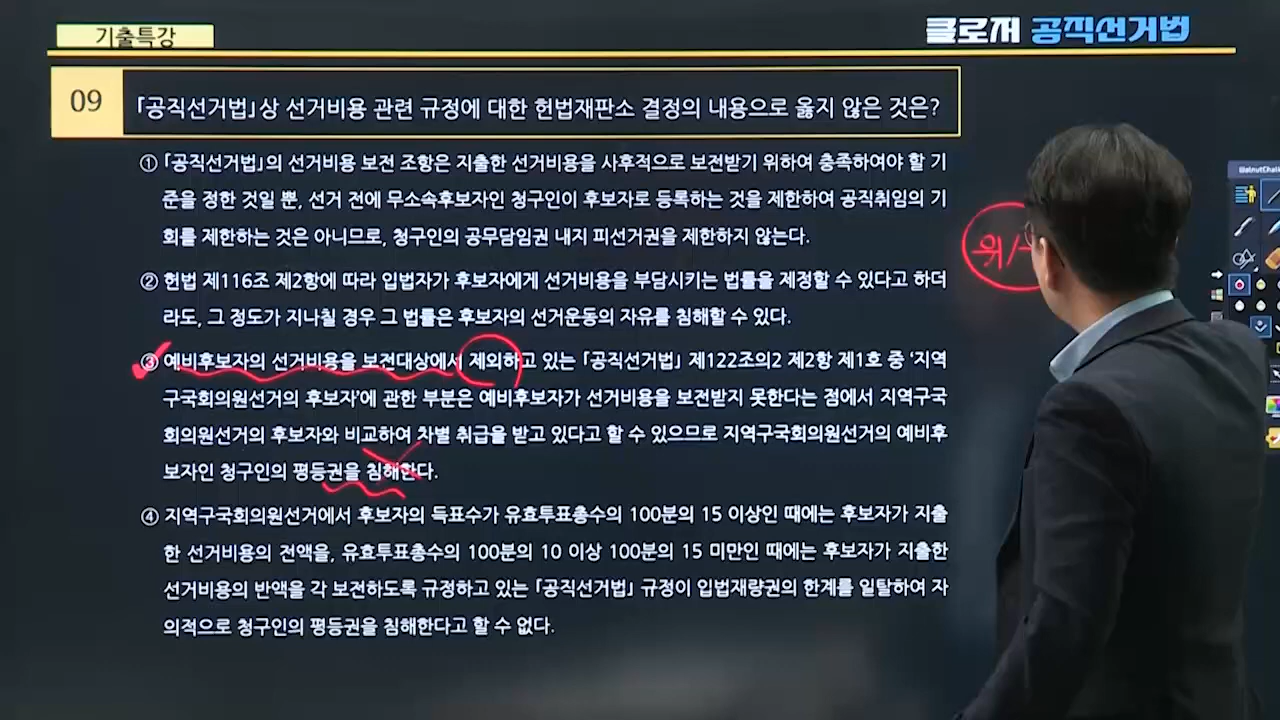 기출특강
클로저 공직선거법
09 「공직선거법」상 선거비용 관련 규정에 대한 헌법재판소 결정의 내용으로 옳지 않은 것은?
① 「공직선거법」의 선거비용 보전 조항은 지출한 선거비용을 사후적으로 보전받기 위하여 충족하여야 할 기
준을 정한 것일 뿐, 선거 전에 무소속후보자인 청구인이 후보자로 등록하는 것을 제한하여 공직취임의 기
회를 제한하는 것은 아니므로, 청구인의 공무담임권 내지 피선거권을 제한하지 않는다.
② 헌법 제116조 제2항에 따라 입법자가 후보자에게 선거비용을 부담시키는 법률을 제정할 수 있다고 하더
라도, 그 정도가 지나칠 경우 그 법률은 후보자의 선거운동의 자유를 침해할 수 있다.
위/
③ 예비후보자의 선거비용을 보전대상에서 제외하고 있는 「공직선거법」 제122조의2 제2항 제1호 중 '지역
구국회의원선거의 후보자'에 관한 부분은 예비후보자가 선거비용을 보전받지 못한다는 점에서 지역구국
회의원선거의 후보자와 비교하여 차별 취급을 받고 있다고 할 수 있으므로 지역구국회의원선거의 예비후
보자인 청구인의 평등권을 침해한다.
④ 지역구국회의원선거에서 후보자의 득표수가 유효투표총수의 100분의 15 이상인 때에는 후보자가 지출
한 선거비용의 전액을, 유효투표총수의 100분의 10 이상 100분의 15 미만인 때에는 후보자가 지출한
선거비용의 반액을 각 보전하도록 규정하고 있는 「공직선거법」 규정이 입법재량권의 한계를 일탈하여 자
의적으로 청구인의 평등권을 침해한다고 할 수 없다.